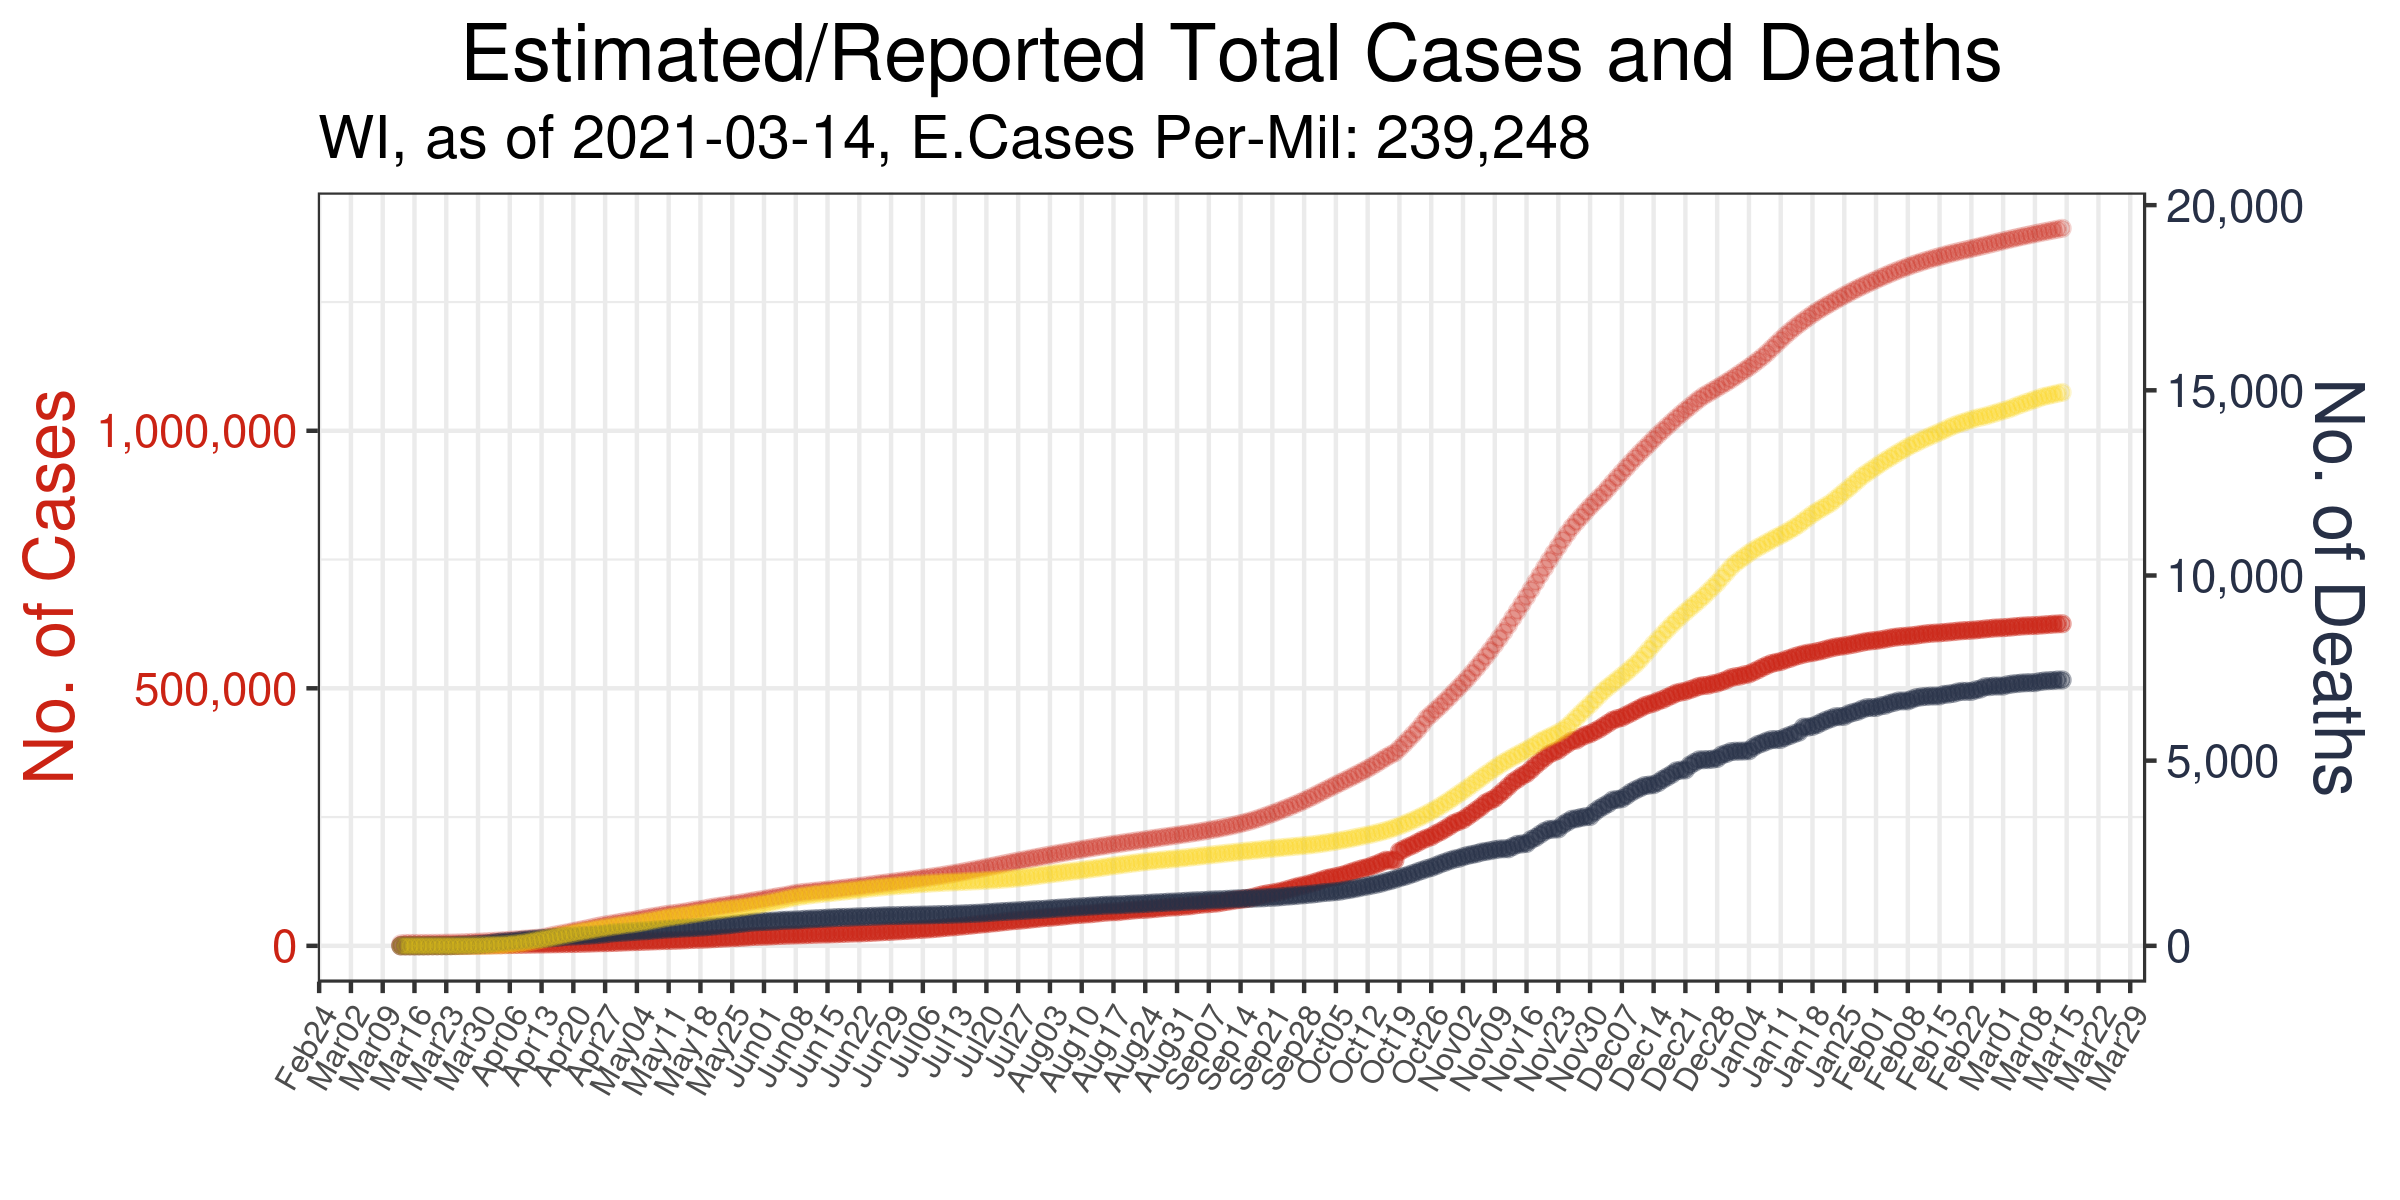 Estimated/Reported Total Cases and Deaths
WI, as of 2021-03-14, E.Cases Per-Mil: 239,248
No. of Cases
1,000,000
500,000
0
20,000
15,000
10,000
5,000
0
No. of Deaths
Feb24
Mar02
Mar09
Mar16
Mar23
Mar30
Apr06
Apr13
Apr20
Apr27
May04
May11
May18
May25
Jun01
Jun08
Jun15
Jun22
Jun29
Jul06
Jul13
Jul20
Jul27
Aug03
Aug10
Aug17
Aug24
Aug31
Sep07
Sep14
Sep21
Sep28
Oct05
Oct12
Oct19
Oct26
Nov02
Nov09
Nov16
Nov23
Nov30
Dec07
Dec14
Dec21
Dec28
Jan04
Jan11
Jan18
Jan25
Feb01
Feb08
Feb15
Feb22
Mar01
Mar08
Mar15
Mar22
Mar29